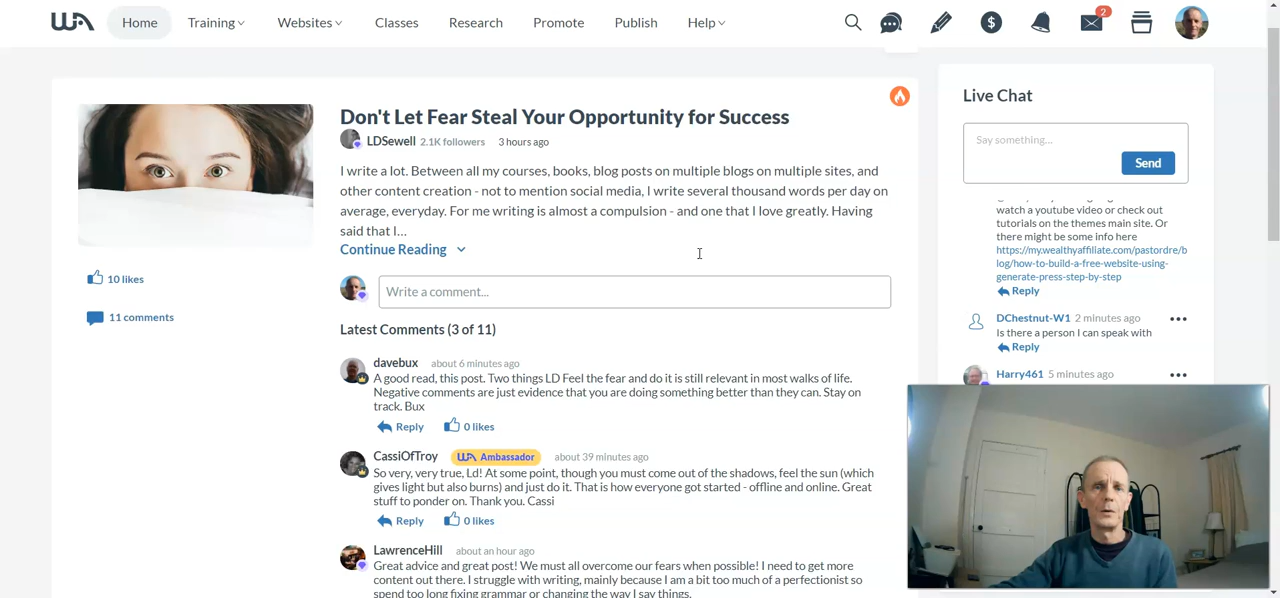 WA Home Training Websites Classes Research Promote Publish Help 2
Don't Let Fear Steal Your Opportunity for Success
LDSewell 2.1K followers 3 hours ago
I write a lot. Between all my courses, books, blog posts on multiple blogs on multiple sites, and
other content creation - not to mention social media, I write several thousand words per day on
average, everyday. For me writing is almost a compulsion - and one that I love greatly. Having
said that I...
Continue Reading
10 likes
11 comments
Write a comment...
Latest Comments (3 of 11)
davebux about 6 minutes ago
A good read, this post. Two things LD Feel the fear and do it is still relevant in most walks of life.
Negative comments are just evidence that you are doing something better than they can. Stay on
track. Bux
Reply 0 likes
CassiOfTroy WA Ambassador about 39 minutes ago
So very, very true, Ld! At some point, though you must come out of the shadows, feel the sun (which
gives light but also burns) and just do it. That is how everyone got started - offline and online. Great
stuff to ponder on. Thank you. Cassi
Reply 0 likes
LawrenceHill about an hour ago
Great advice and great post! We must all overcome our fears when possible! I need to get more
content out there. I struggle with writing, mainly because I am a bit too much of a perfectionist so
spend too long fixing grammar or changing the way I say things.
Live Chat
Say something...
Send
watch a youtube video or check out
tutorials on the themes main site. Or
there might be some info here
https://my.wealthyaffiliate.com/pastordre/b
log/how-to-build-a-free-website-using-
generate-press-step-by-step
Reply
DChestnut-W1 2 minutes ago
Is there a person I can speak with
Reply
Harry461 5 minutes ago